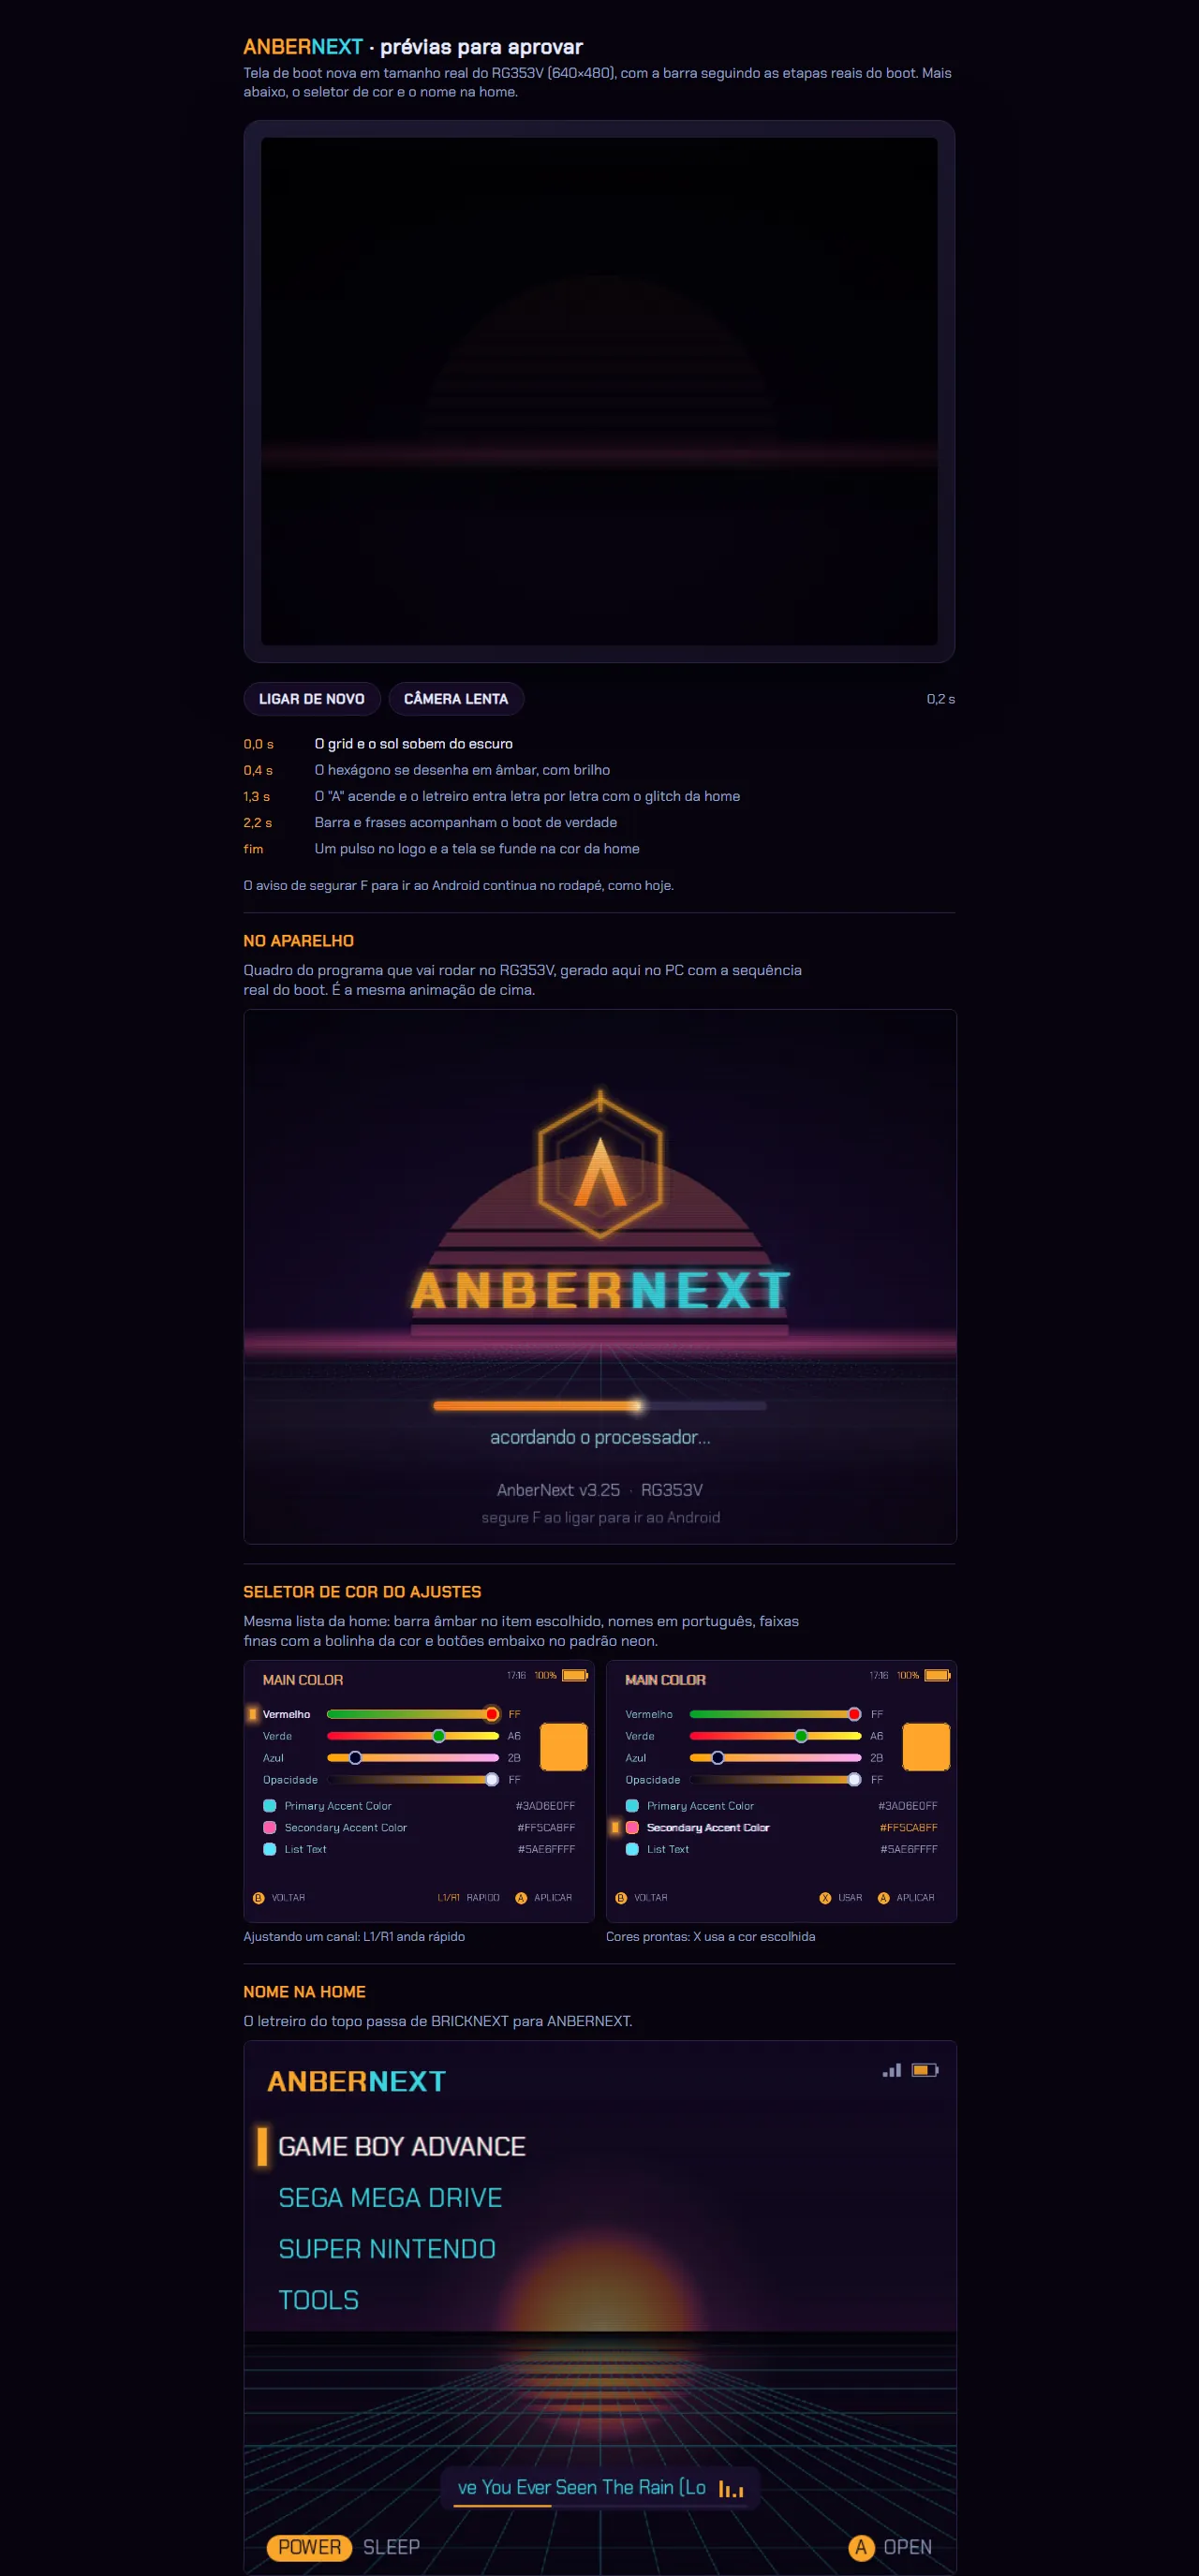 ANBERNEXT · prévias para aprovar
Tela de boot nova em tamanho real do RG353V (640×480), com a barra seguindo as etapas reais do boot. Mais
abaixo, o seletor de cor e o nome na home.
LIGAR DE NOVO
CÂMERA LENTA
0,2 s
0,0 s O grid e o sol sobem do escuro
0,4 s O hexágono se desenha em âmbar, com brilho
1,3 s O "A" acende e o letreiro entra letra por letra com o glitch da home
2,2 s Barra e frases acompanham o boot de verdade
fim Um pulso no logo e a tela se funde na cor da home
O aviso de segurar F para ir ao Android continua no rodapé, como hoje.
NO APARELHO
Quadro do programa que vai rodar no RG353V, gerado aqui no PC com a sequência
real do boot. É a mesma animação de cima.
ANBERNEXT
acordando o processador...
AnberNext v3.25 · RG353V
segure F ao ligar para ir ao Android
SELETOR DE COR DO AJUSTES
Mesma lista da home: barra âmbar no item escolhido, nomes em português, faixas
finas com a bolinha da cor e botões embaixo no padrão neon.
MAIN COLOR 17:16 100%
Vermelho FF
Verde A6
Azul 2B
Opacidade FF
Primary Accent Color #3AD6E0FF
Secondary Accent Color #FF5CA8FF
List Text #5AE6FFFF
B VOLTAR L1/R1 RAPIDO A APLICAR
Ajustando um canal: L1/R1 anda rápido
MAIN COLOR 17:16 100%
Vermelho FF
Verde A6
Azul 2B
Opacidade FF
Primary Accent Color #3AD6E0FF
Secondary Accent Color #FF5CA8FF
List Text #5AE6FFFF
B VOLTAR X USAR A APLICAR
Cores prontas: X usa a cor escolhida
NOME NA HOME
O letreiro do topo passa de BRICKNEXT para ANBERNEXT.
ANBERNEXT
GAME BOY ADVANCE
SEGA MEGA DRIVE
SUPER NINTENDO
TOOLS
ve You Ever Seen The Rain (Lo
POWER SLEEP
A OPEN